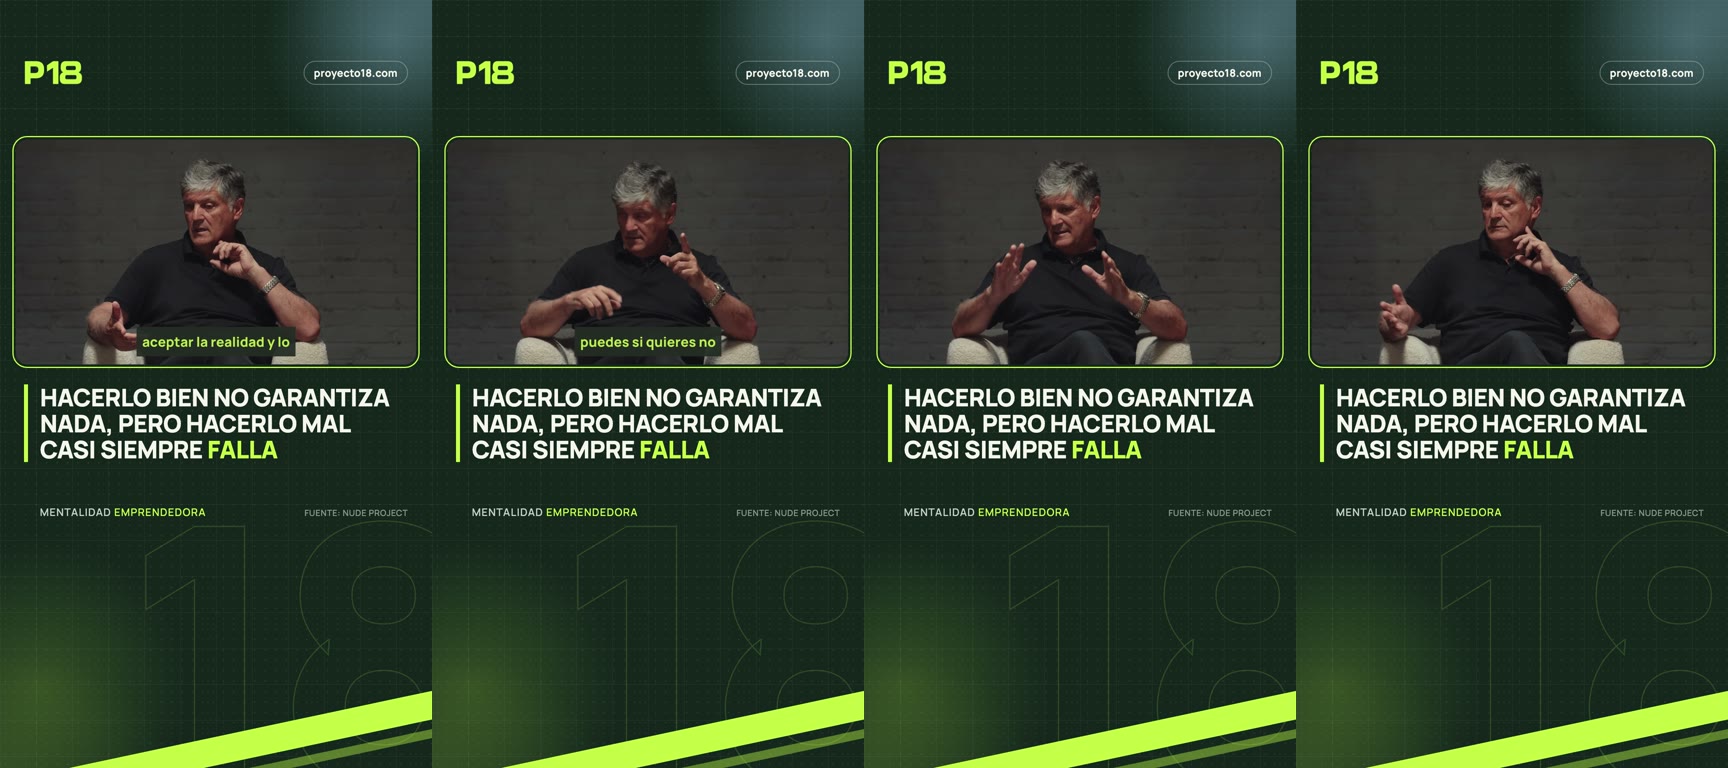 P18
proyecto18.com
aceptar la realidad y lo
HACERLO BIEN NO GARANTIZA
NADA, PERO HACERLO MAL
CASI SIEMPRE FALLA
MENTALIDAD EMPRENDEDORA
FUENTE: NUDE PROJECT
18
P18
proyecto18.com
puedes si quieres no
HACERLO BIEN NO GARANTIZA
NADA, PERO HACERLO MAL
CASI SIEMPRE FALLA
MENTALIDAD EMPRENDEDORA
FUENTE: NUDE PROJECT
18
P18
proyecto18.com
HACERLO BIEN NO GARANTIZA
NADA, PERO HACERLO MAL
CASI SIEMPRE FALLA
MENTALIDAD EMPRENDEDORA
FUENTE: NUDE PROJECT
18
P18
proyecto18.com
HACERLO BIEN NO GARANTIZA
NADA, PERO HACERLO MAL
CASI SIEMPRE FALLA
MENTALIDAD EMPRENDEDORA
FUENTE: NUDE PROJECT
18